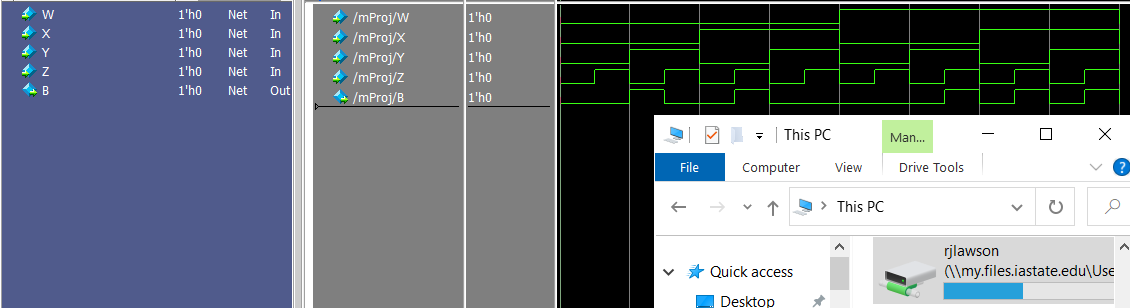 W 1'h0 Net In
X 1'h0 Net In
Y 1'h0 Net In
Z 1'h0 Net In
B 1'h0 Net Out
/mProj/W 1'h0
/mProj/X 1'h0
/mProj/Y 1'h0
/mProj/Z 1'h0
/mProj/B 1'h0
This PC Man...
File Computer View Drive Tools ?
This PC
Quick access
Desktop
rjlawson
(\\my.files.iastate.edu\Use